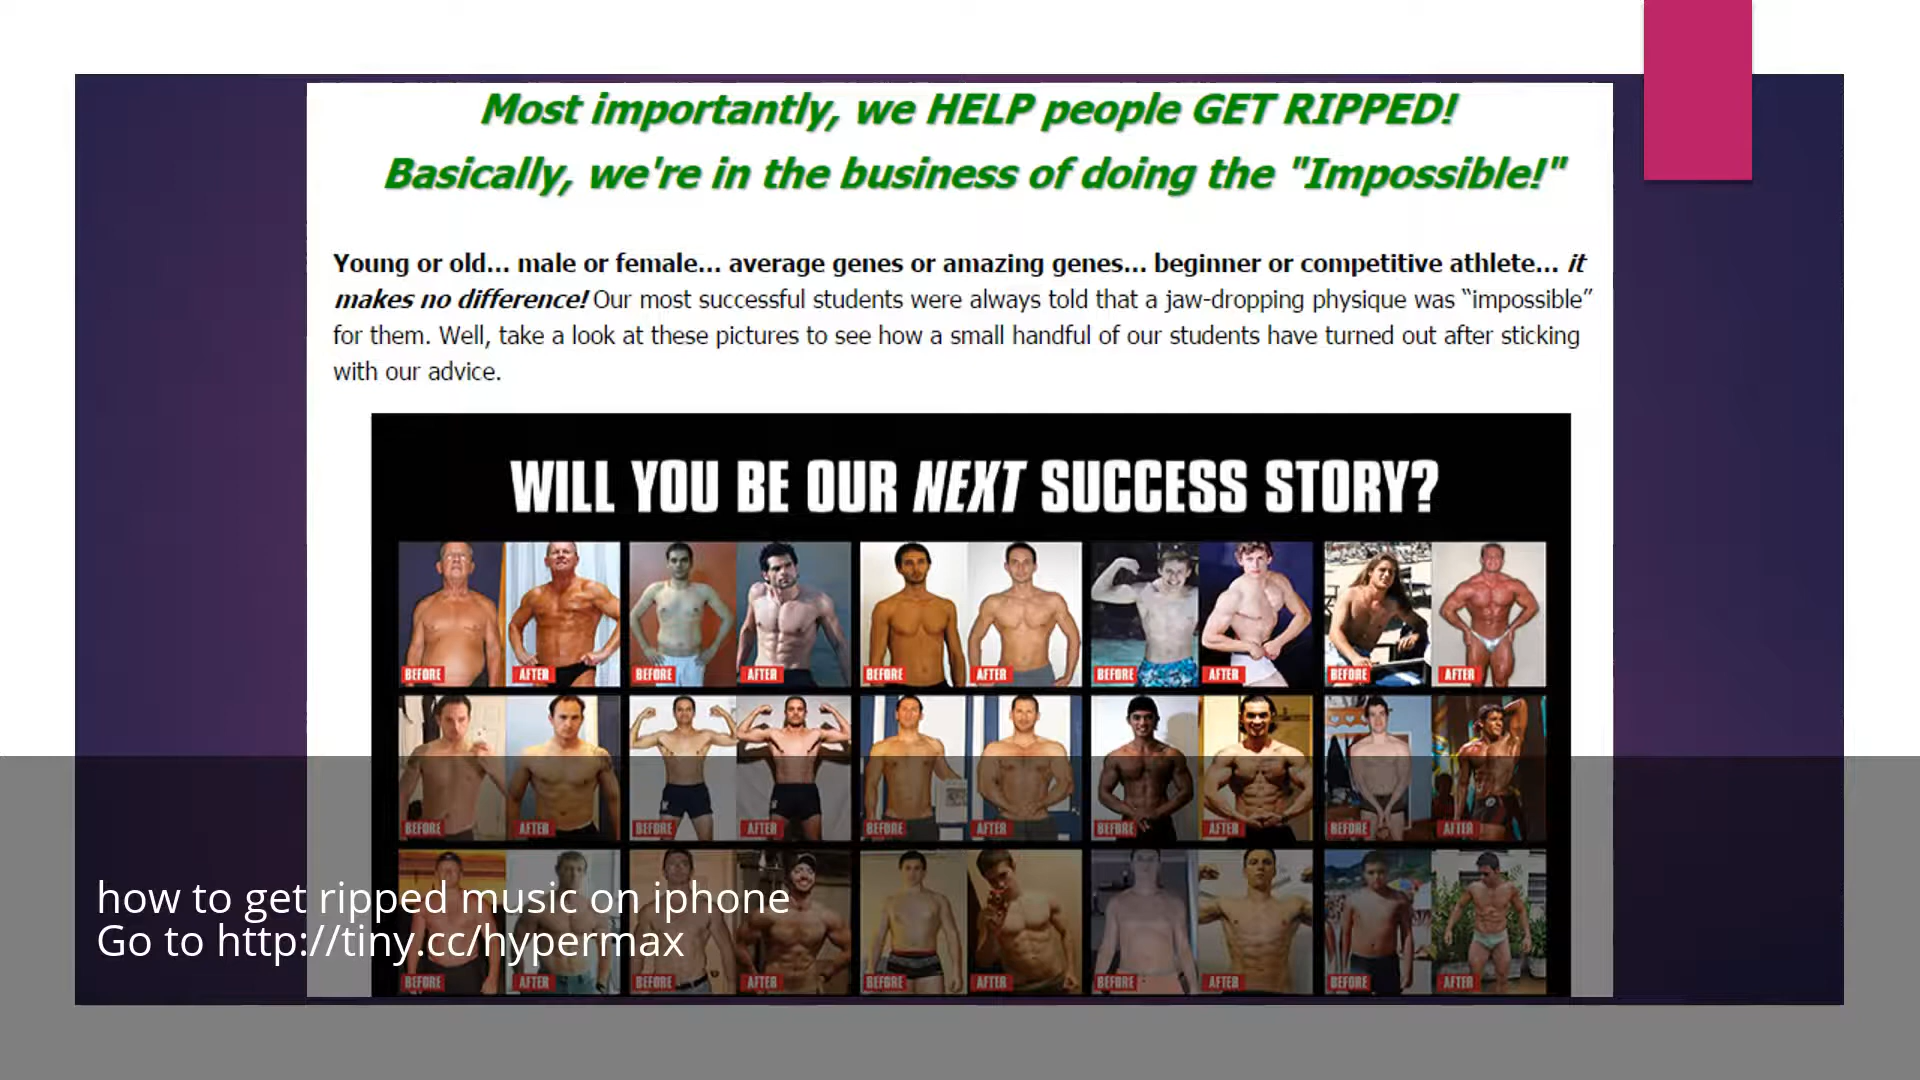 Most importantly, we HELP people GET RIPPED!
Basically, we're in the business of doing the "Impossible!"
Young or old... male or female... average genes or amazing genes... beginner or competitive athlete... it
makes no difference! Our most successful students were always told that a jaw-dropping physique was “impossible”
for them. Well, take a look at these pictures to see how a small handful of our students have turned out after sticking
with our advice.
WILL YOU BE OUR NEXT SUCCESS STORY?
BEFORE AFTER BEFORE AFTER BEFORE AFTER BEFORE AFTER BEFORE AFTER
BEFORE AFTER BEFORE AFTER BEFORE AFTER BEFORE AFTER BEFORE AFTER
how to get ripped music on iphone
Go to http://tiny.cc/hypermax
BEFORE AFTER BEFORE AFTER BEFORE AFTER BEFORE AFTER BEFORE AFTER